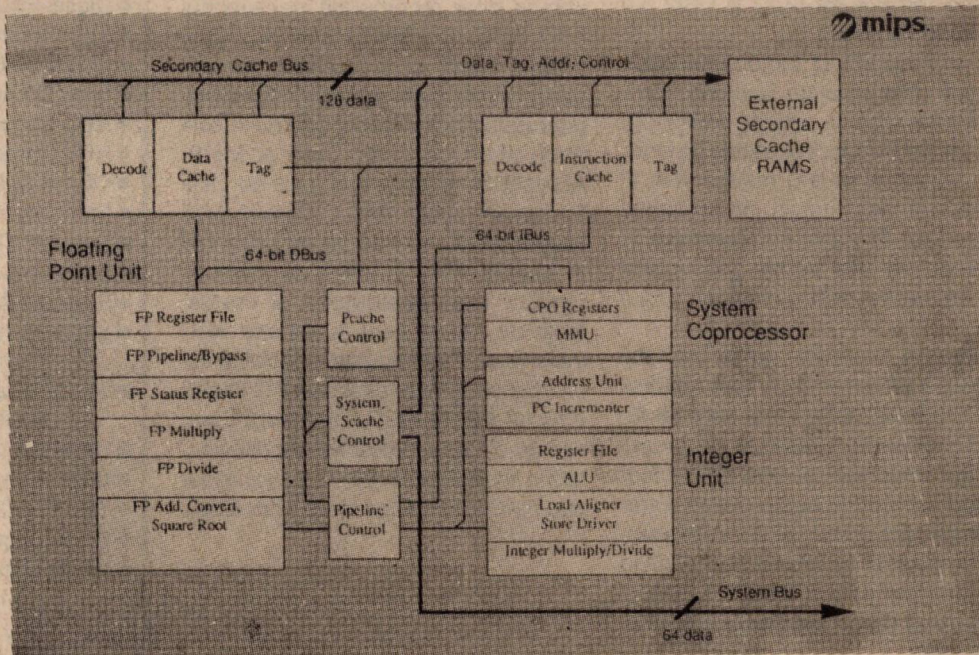 mips.
Secondary Cache Bus
Data, Tag, Addr, Control
128 data
External
Secondary
Cache
RAMS
Decode
Data
Cache
Tag
Decode
Instruction
Cache
Tag
64-bit IBus
64-bit DBus
Floating
Point Unit
FP Register File
FP Pipeline/Bypass
FP Status Register
FP Multiply
FP Divide
FP Add, Convert,
Square Root
Pcache
Control
System,
Scache
Control
Pipeline
Control
CPO Registers
MMU
System
Coprocessor
Address Unit
PC Incrementer
Register File
ALU
Load Aligner
Store Driver
Integer Multiply/Divide
Integer
Unit
System Bus
64 data